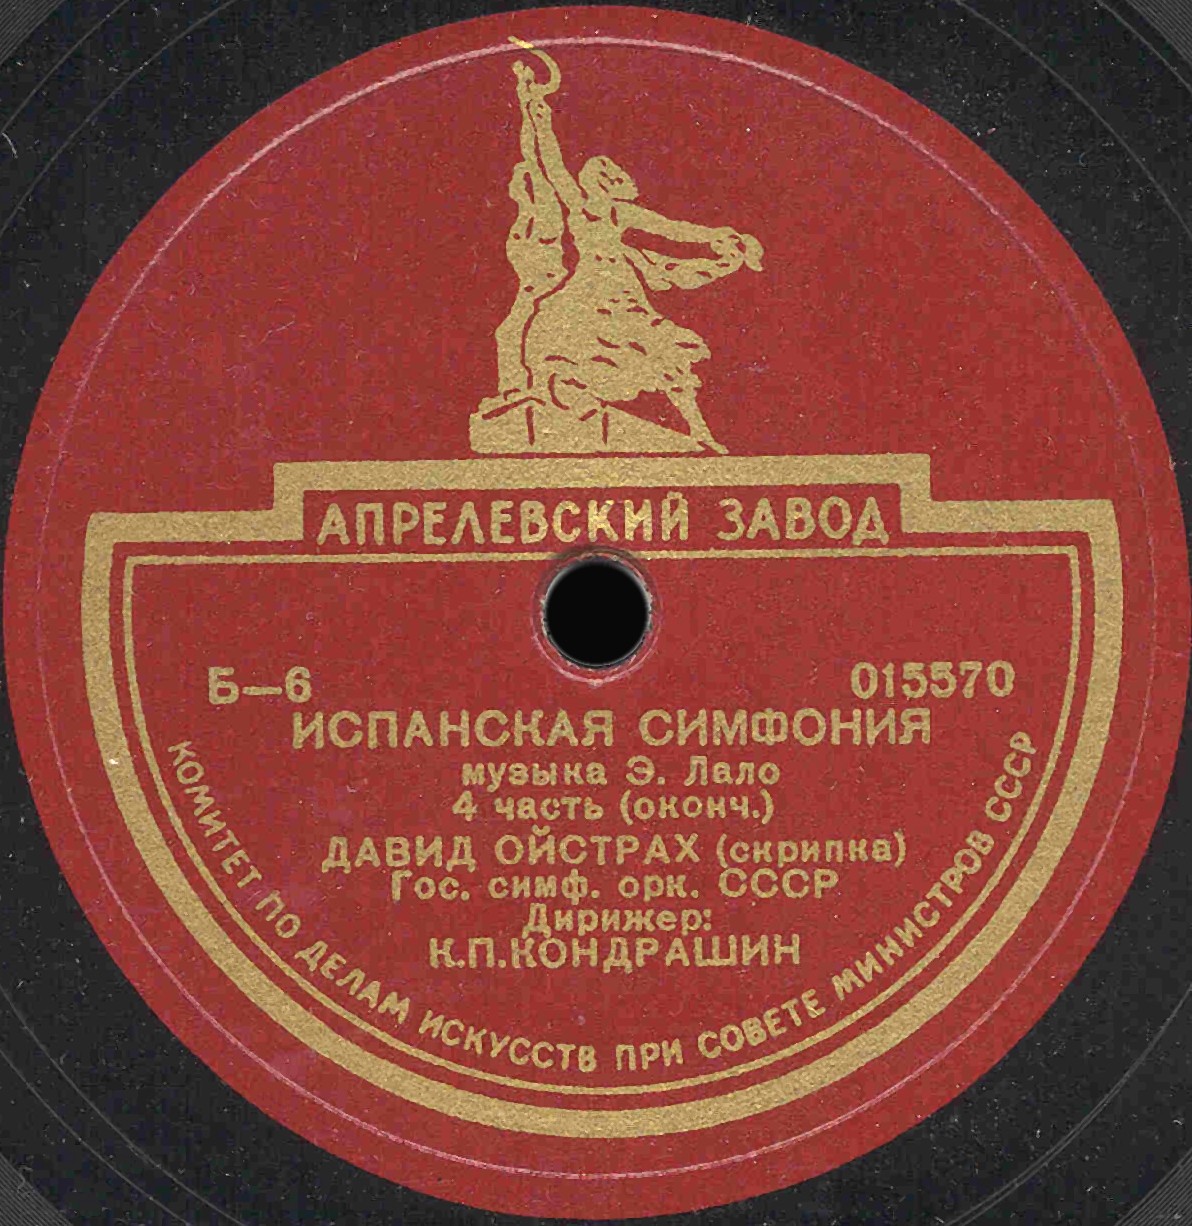 АПРЕЛЕВСКИЙ ЗАВОД
Б—6 015570
ИСПАНСКАЯ СИМФОНИЯ
музыка Э. Лало
4 часть (оконч.)
ДАВИД ОЙСТРАХ (скрипка)
Гос. симф. орк. СССР
Дирижер:
К.П.КОНДРАШИН
КОМИТЕТ ПО ДЕЛАМ ИСКУССТВ ПРИ СОВЕТЕ МИНИСТРОВ СССР